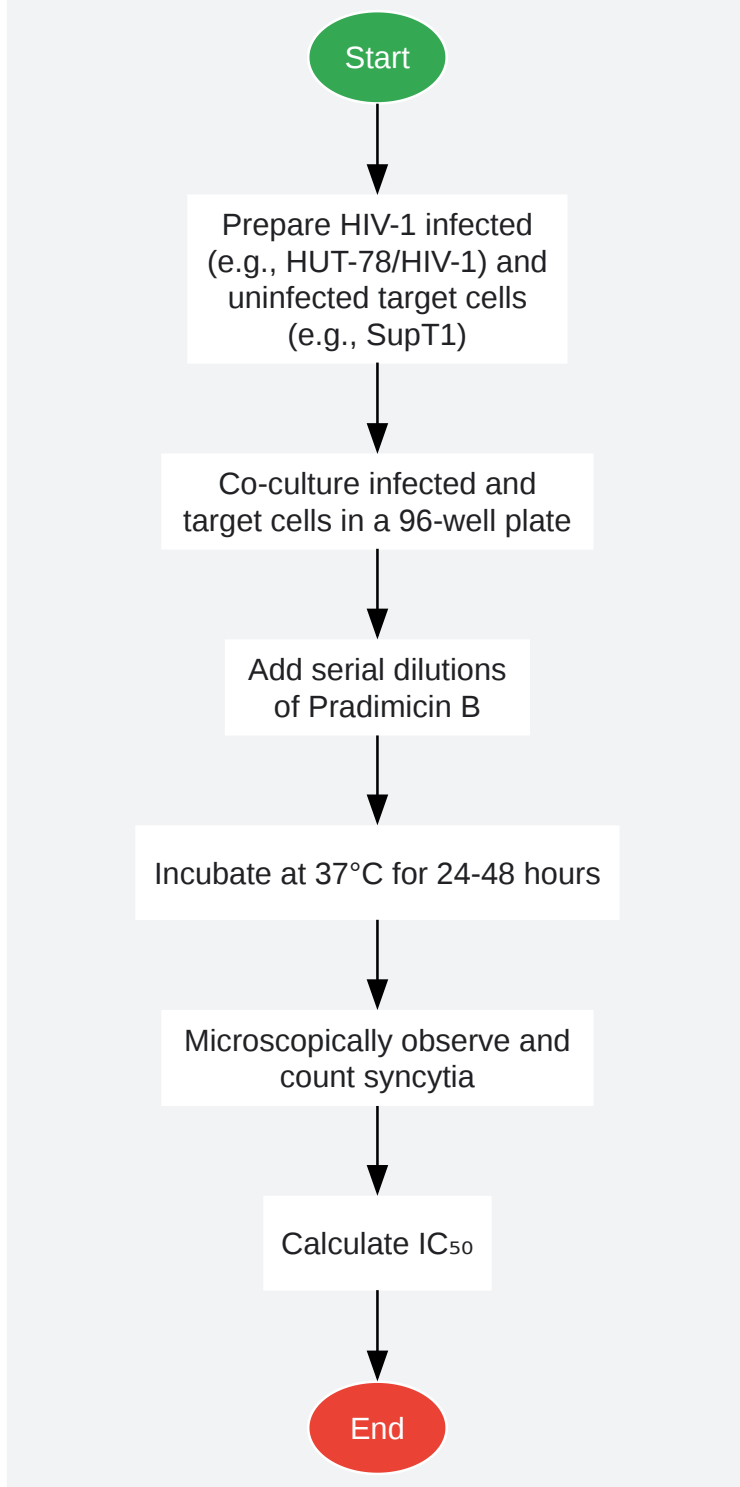 Start
Prepare HIV-1 infected
(e.g., HUT-78/HIV-1) and
uninfected target cells
(e.g., SupT1)
Co-culture infected and
target cells in a 96-well plate
Add serial dilutions
of Pradimicin B
Incubate at 37°C for 24-48 hours
Microscopically observe and
count syncytia
Calculate IC₅₀
End